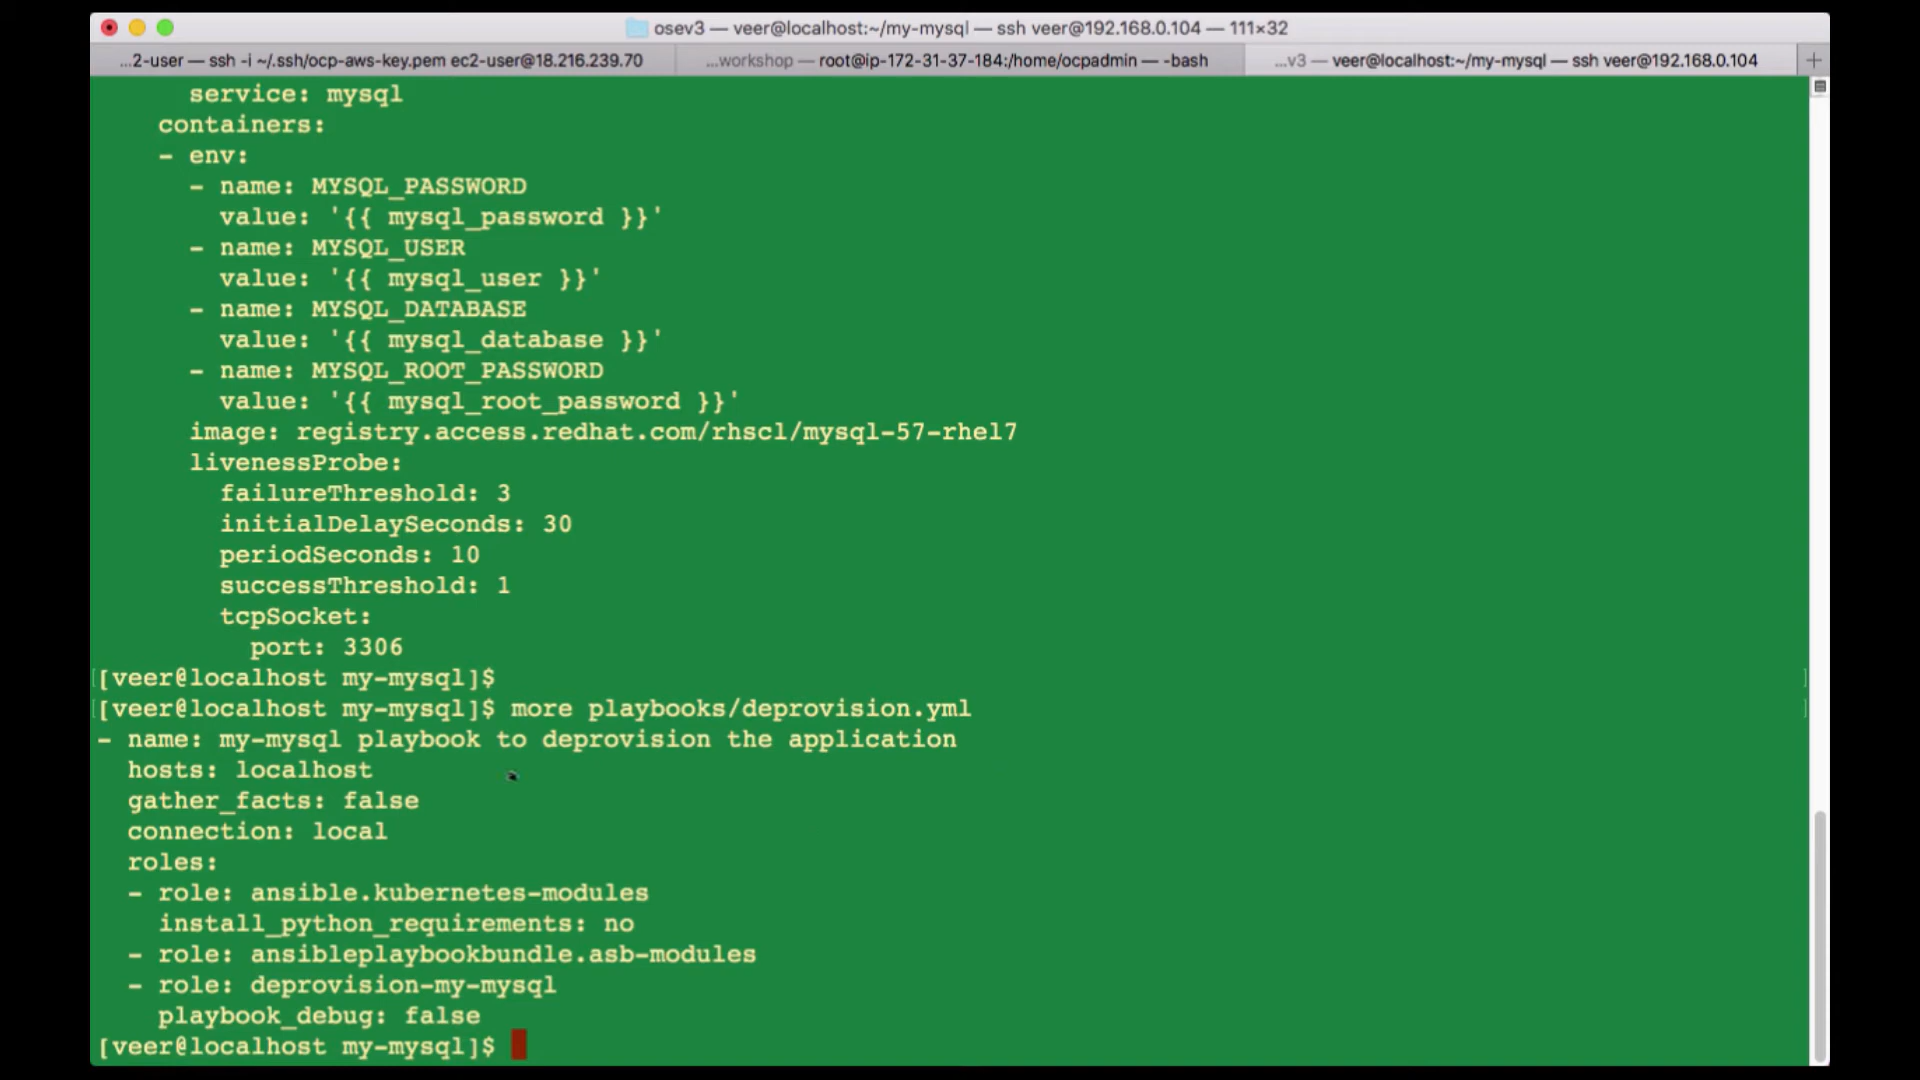 osev3 — veer@localhost:~/my-mysql — ssh veer@192.168.0.104 — 111×32
...2-user — ssh -i ~/.ssh/ocp-aws-key.pem ec2-user@18.216.239.70
...workshop — root@ip-172-31-37-184:/home/ocpadmin — -bash
...v3 — veer@localhost:~/my-mysql — ssh veer@192.168.0.104
service: mysql
containers:
- env:
- name: MYSQL_PASSWORD
value: '{{ mysql_password }}'
- name: MYSQL_USER
value: '{{ mysql_user }}'
- name: MYSQL_DATABASE
value: '{{ mysql_database }}'
- name: MYSQL_ROOT_PASSWORD
value: '{{ mysql_root_password }}'
image: registry.access.redhat.com/rhscl/mysql-57-rhel7
livenessProbe:
failureThreshold: 3
initialDelaySeconds: 30
periodSeconds: 10
successThreshold: 1
tcpSocket:
port: 3306
[veer@localhost my-mysql]$
[veer@localhost my-mysql]$ more playbooks/deprovision.yml
- name: my-mysql playbook to deprovision the application
hosts: localhost
gather_facts: false
connection: local
roles:
- role: ansible.kubernetes-modules
install_python_requirements: no
- role: ansibleplaybookbundle.asb-modules
- role: deprovision-my-mysql
playbook_debug: false
[veer@localhost my-mysql]$